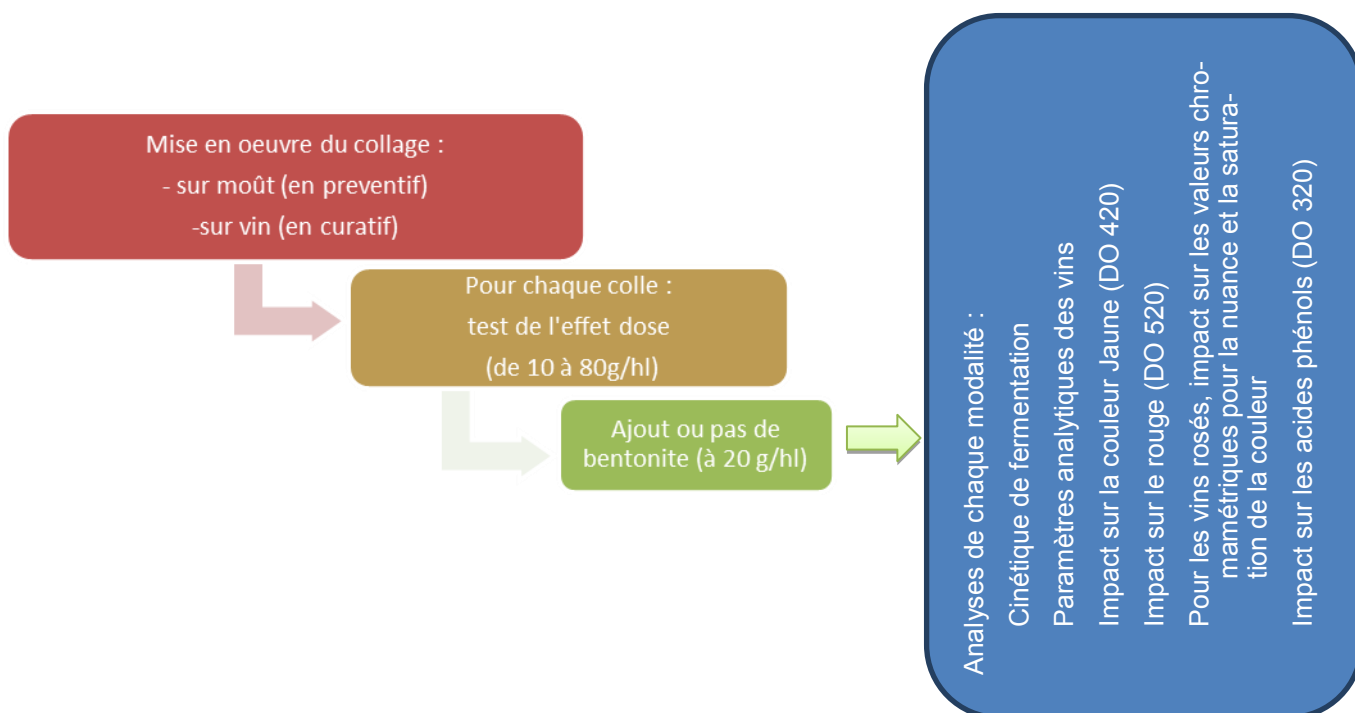 Mise en oeuvre du collage :
- sur moût (en preventif)
-sur vin (en curatif)
Pour chaque colle :
test de l'effet dose
(de 10 à 80g/hl)
Ajout ou pas de
bentonite (à 20 g/hl)
Analyses de chaque modalité :
Cinétique de fermentation
Paramètres analytiques des vins
Impact sur la couleur Jaune (DO 420)
Impact sur le rouge (DO 520)
Pour les vins rosés, impact sur les valeurs chro-
mamétriques pour la nuance et la satura-
tion de la couleur
Impact sur les acides phénols (DO 320)